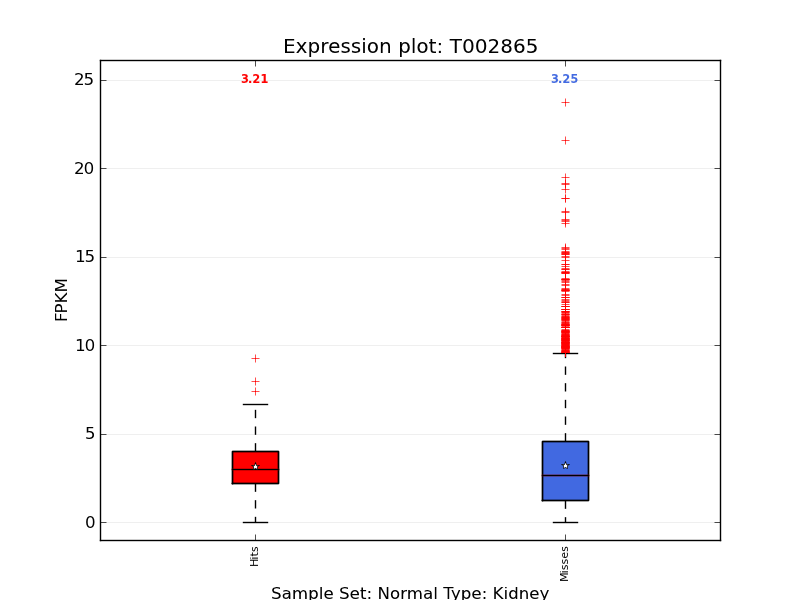 Expression plot: T002865
3.21
3.25
25
20
15
10
5
0
FPKM
Hits
Misses
Sample Set: Normal Type: Kidney